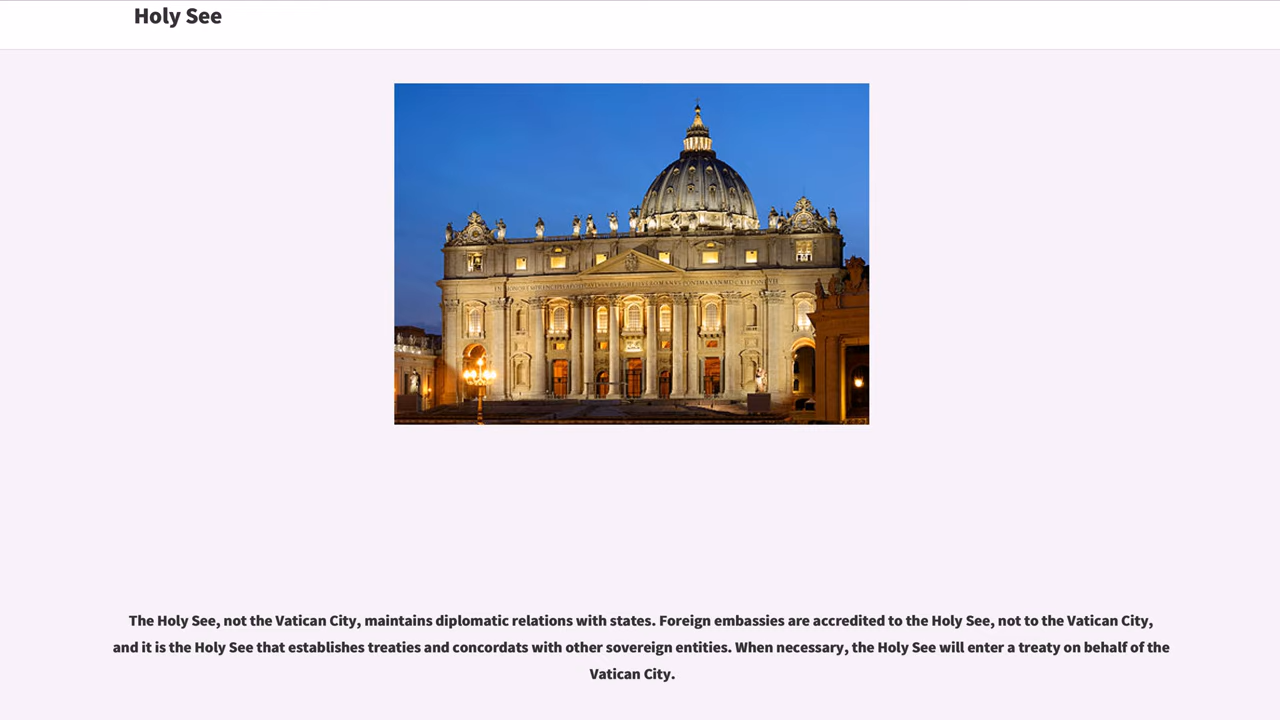 Holy See
The Holy See, not the Vatican City, maintains diplomatic relations with states. Foreign embassies are accredited to the Holy See, not to the Vatican City,
and it is the Holy See that establishes treaties and concordats with other sovereign entities. When necessary, the Holy See will enter a treaty on behalf of the
Vatican City.